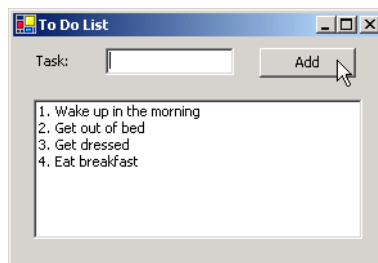 To Do List
Task:
Add
1. Wake up in the morning
2. Get out of bed
3. Get dressed
4. Eat breakfast